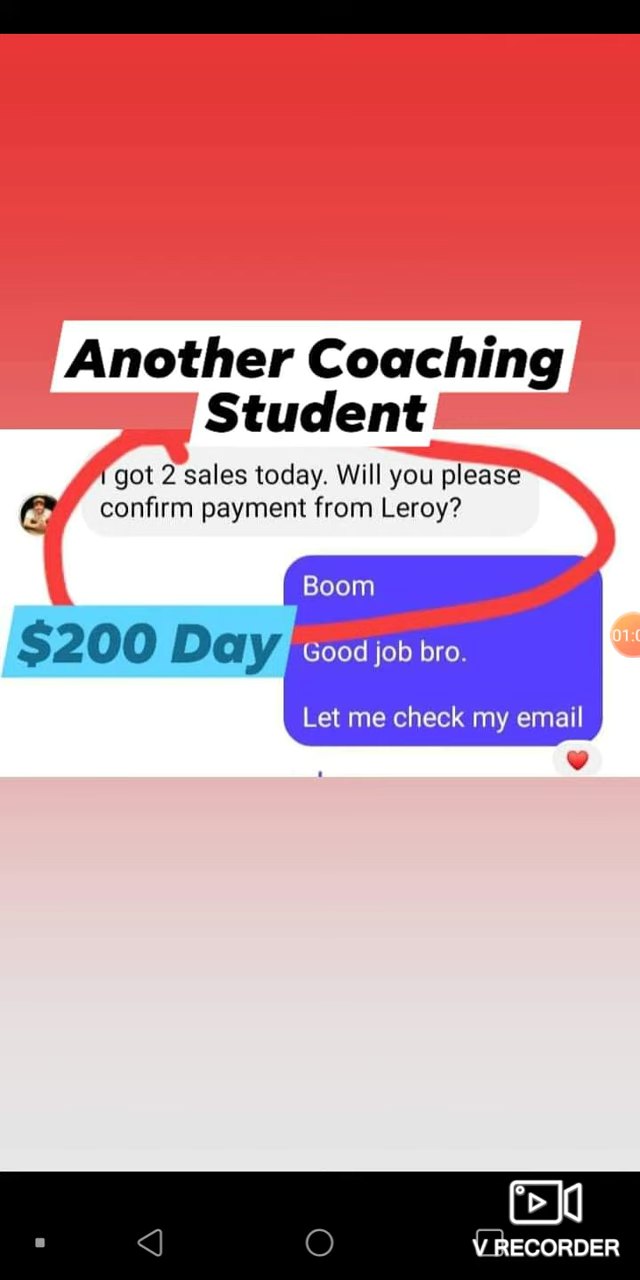 Another Coaching
Student
I got 2 sales today. Will you please
confirm payment from Leroy?
Boom
$200 Day
Good job bro.
Let me check my email
V RECORDER